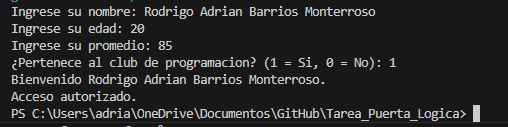 Ingrese su nombre: Rodrigo Adrian Barrios Monterroso
Ingrese su edad: 20
Ingrese su promedio: 85
¿Pertenece al club de programacion? (1 = Si, 0 = No): 1
Bienvenido Rodrigo Adrian Barrios Monterroso.
Acceso autorizado.
PS C:\Users\adria\OneDrive\Documentos\GitHub\Tarea_Puerta_Logica>